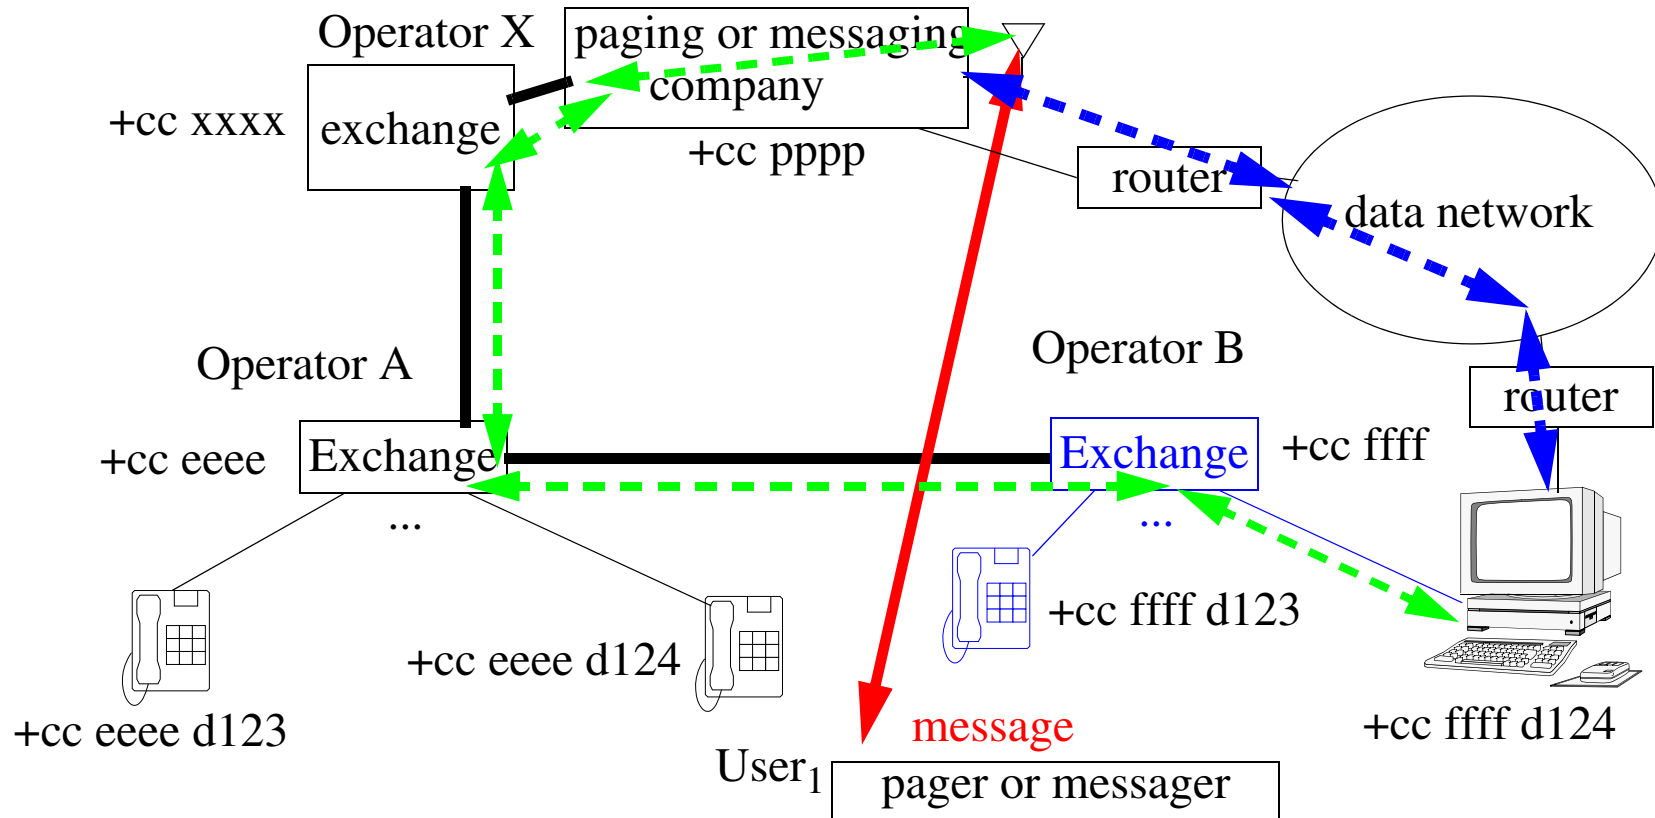 Operator X
paging or messaging
company
+cc xxxx
exchange
+cc pppp
router
data network
Operator A
Operator B
router
+cc eeee
Exchange
Exchange
+cc ffff
...
...
+cc ffff d123
+cc eeee d124
+cc eeee d123
message
+cc ffff d124
User1
pager or messager